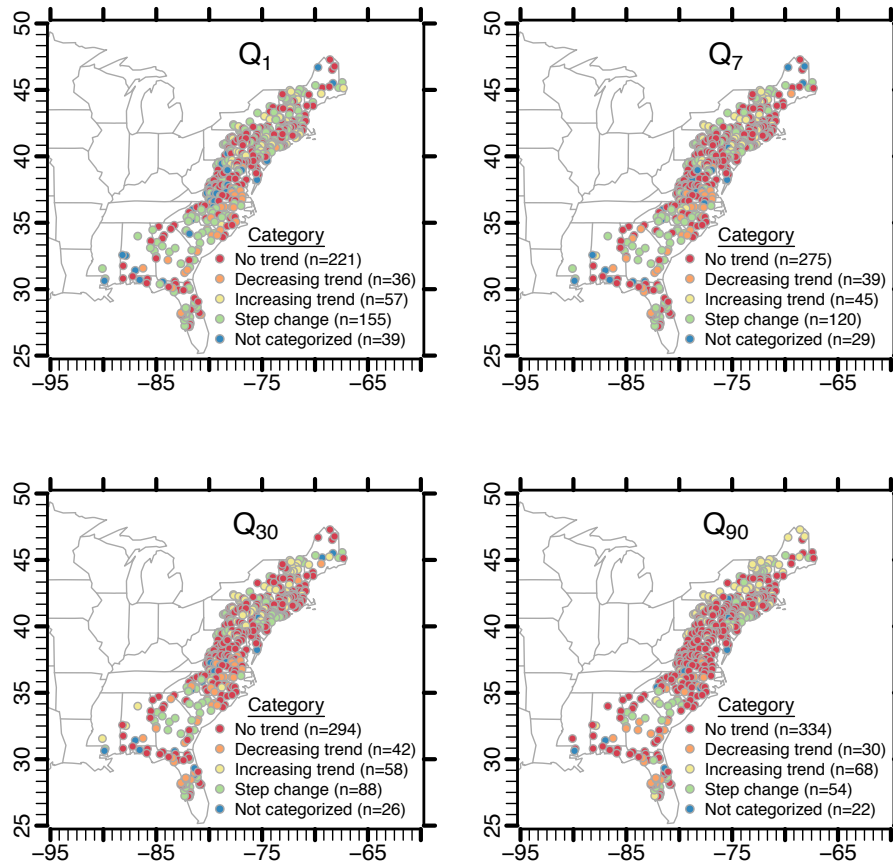 50
45
40
35
30
25
Q1
Category
No trend (n=221)
Decreasing trend (n=36)
Increasing trend (n=57)
Step change (n=155)
Not categorized (n=39)
−95 −85 −75 −65
50
45
40
35
30
25
Q7
Category
No trend (n=275)
Decreasing trend (n=39)
Increasing trend (n=45)
Step change (n=120)
Not categorized (n=29)
−95 −85 −75 −65
50
45
40
35
30
25
Q30
Category
No trend (n=294)
Decreasing trend (n=42)
Increasing trend (n=58)
Step change (n=88)
Not categorized (n=26)
−95 −85 −75 −65
50
45
40
35
30
25
Q90
Category
No trend (n=334)
Decreasing trend (n=30)
Increasing trend (n=68)
Step change (n=54)
Not categorized (n=22)
−95 −85 −75 −65